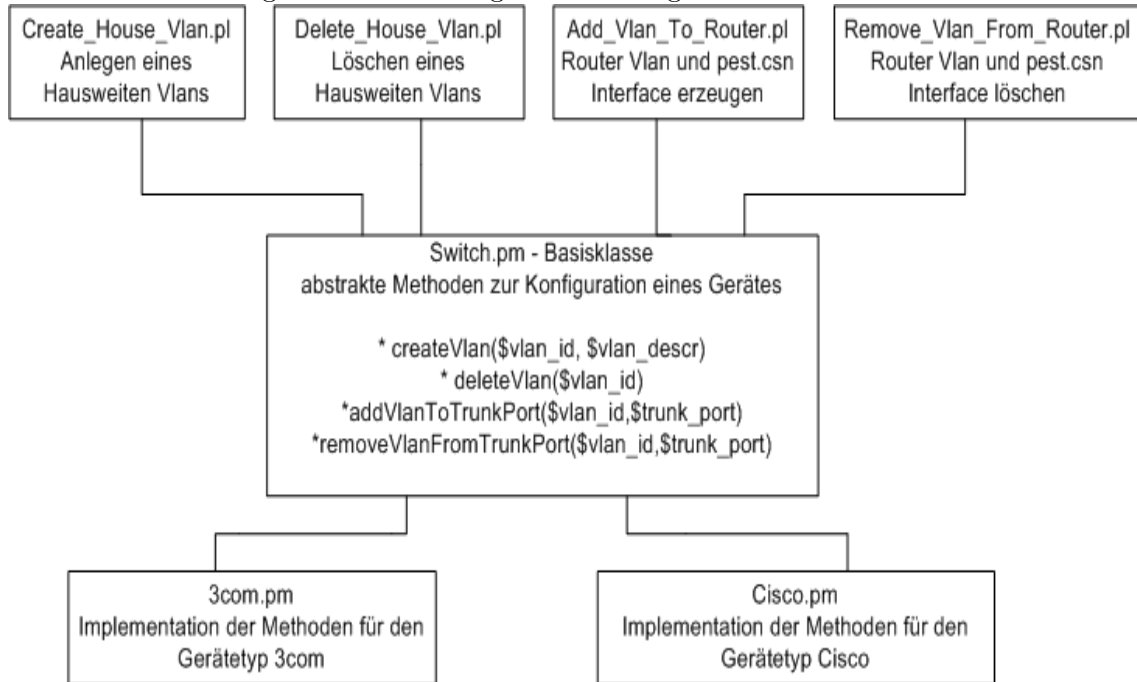 Create_House_Vlan.pl
Anlegen eines
Hausweiten Vlans
Delete_House_Vlan.pl
Löschen eines
Hausweiten Vlans
Add_Vlan_To_Router.pl
Router Vlan und pest.csn
Interface erzeugen
Remove_Vlan_From_Router.pl
Router Vlan und pest.csn
Interface löschen
Switch.pm - Basisklasse
abstrakte Methoden zur Konfiguration eines Gerätes
* createVlan($vlan_id, $vlan_descr)
* deleteVlan($vlan_id)
*addVlanToTrunkPort($vlan_id,$trunk_port)
*removeVlanFromTrunkPort($vlan_id,$trunk_port)
3com.pm
Implementation der Methoden für den
Gerätetyp 3com
Cisco.pm
Implementation der Methoden für den
Gerätetyp Cisco